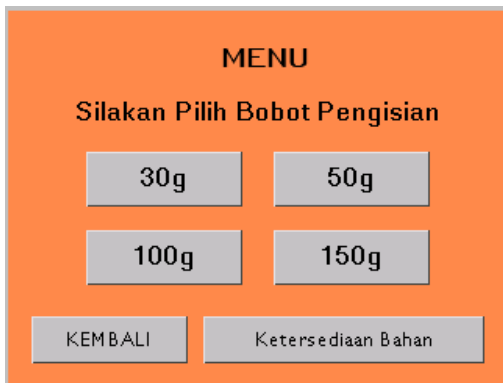 MENU
Silakan Pilih Bobot Pengisian
30g 50g
100g 150g
KEMBALI Ketersediaan Bahan